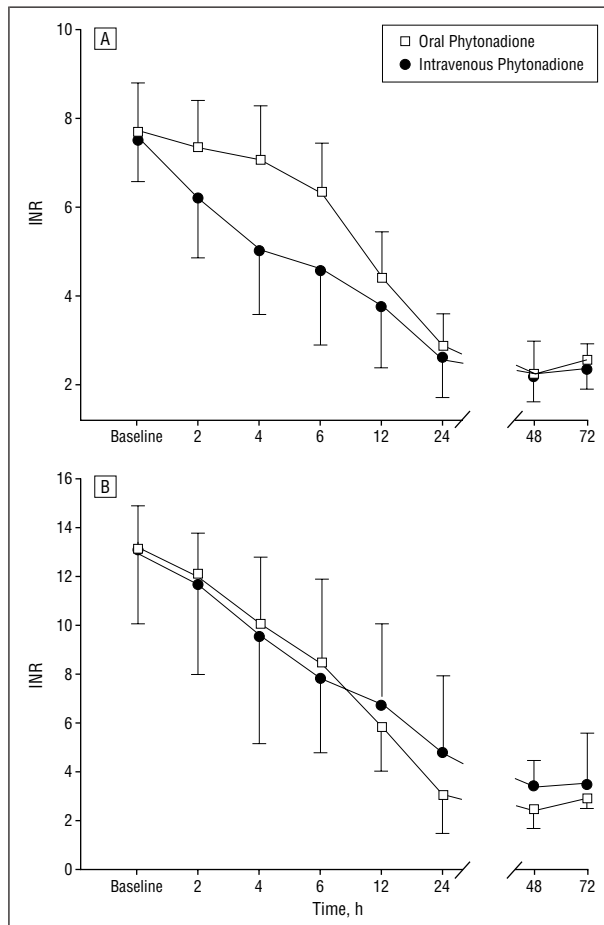 A
Oral Phytonadione
Intravenous Phytonadione
10
8
6
4
2
INR
Baseline 2 4 6 12 24 48 72
B
16
14
12
10
8
6
4
2
0
INR
Baseline 2 4 6 12 24 48 72
Time, h